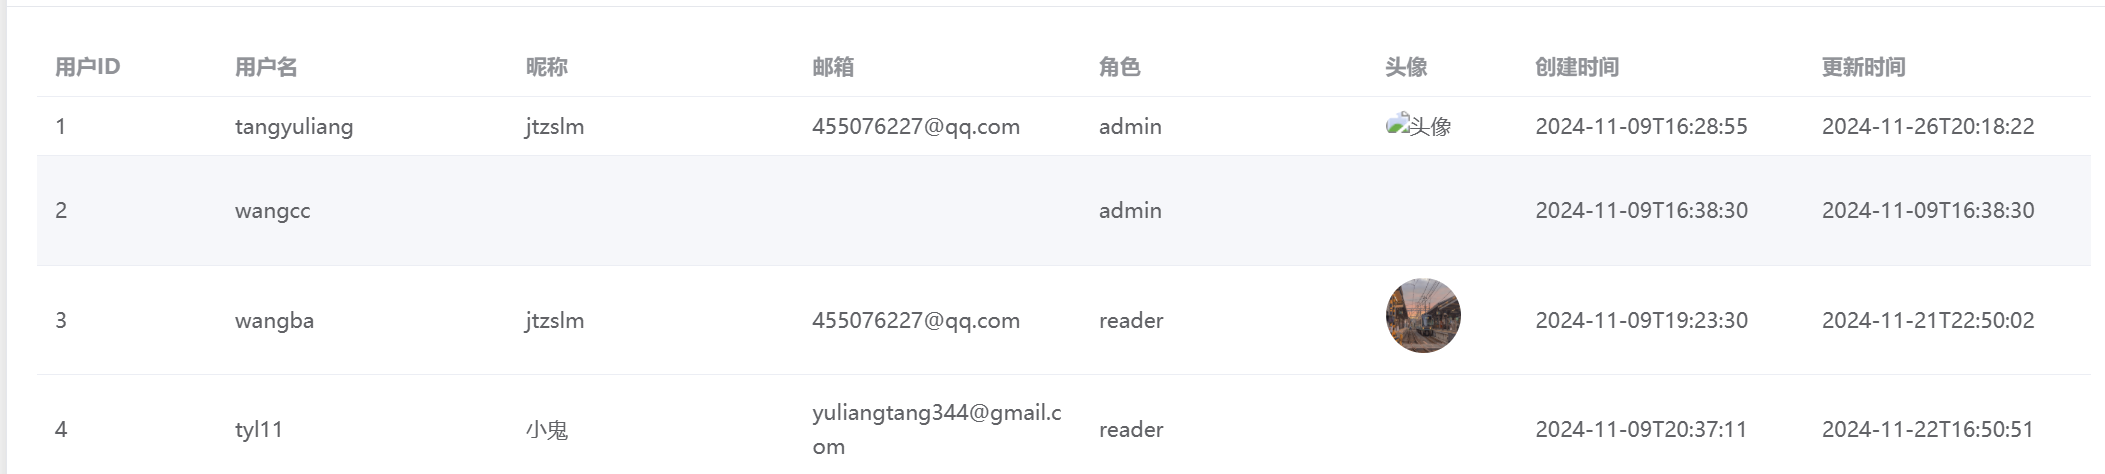 用户ID 用户名 昵称 邮箱 角色 头像 创建时间 更新时间
1 tangyuliang jtzslm 455076227@qq.com admin 头像 2024-11-09T16:28:55 2024-11-26T20:18:22
2 wangcc admin 2024-11-09T16:38:30 2024-11-09T16:38:30
3 wangba jtzslm 455076227@qq.com reader 2024-11-09T19:23:30 2024-11-21T22:50:02
4 tyl11 小鬼 yuliangtang344@gmail.c reader 2024-11-09T20:37:11 2024-11-22T16:50:51
om